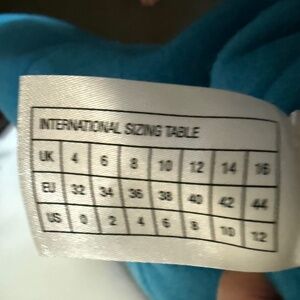 INTERNATIONAL SIZING TABLE
UK 4 6 8 10 12 14 16
EU 32 34 36 38 40 42 44
US 0 2 4 6 8 10 12